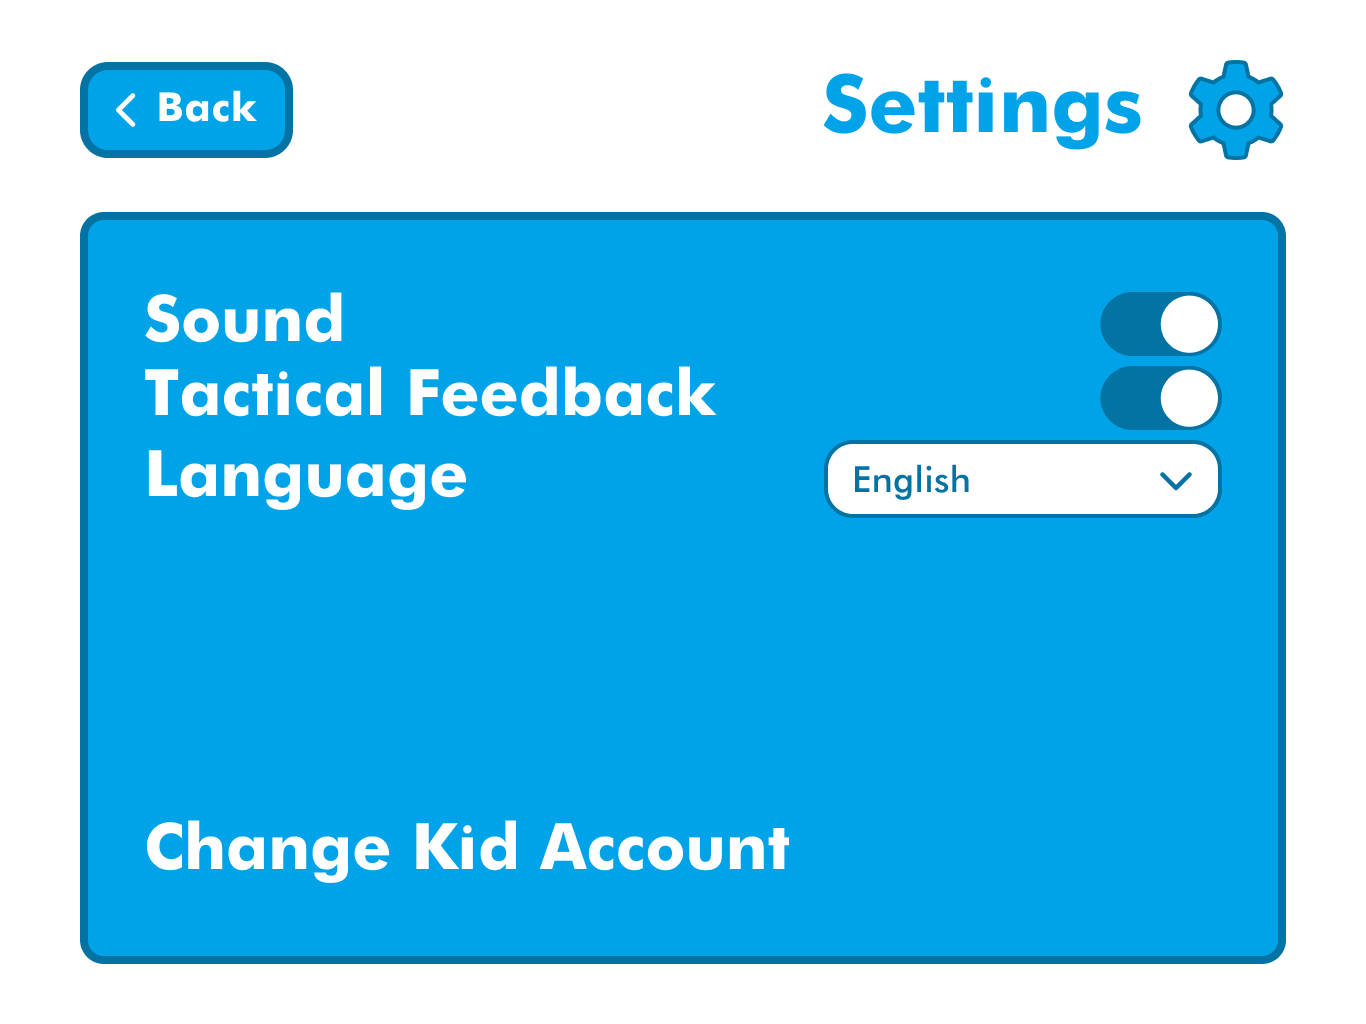 Back
Settings
Sound
Tactical Feedback
Language
English
Change Kid Account